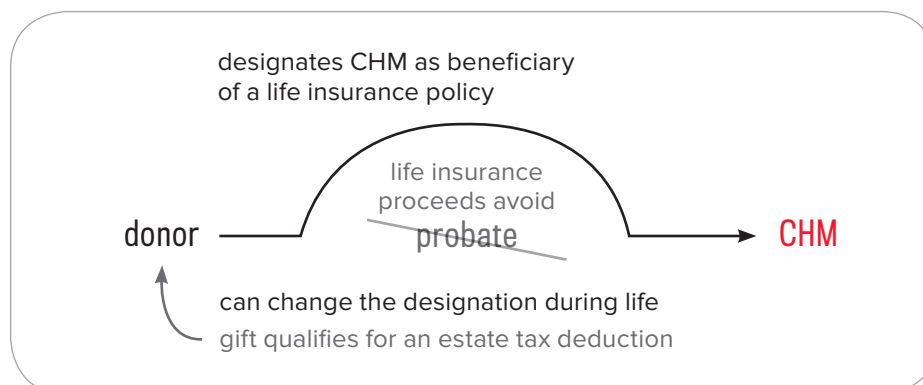 designates CHM as beneficiary
of a life insurance policy
life insurance
proceeds avoid
donor
probate
CHM
can change the designation during life
gift qualifies for an estate tax deduction